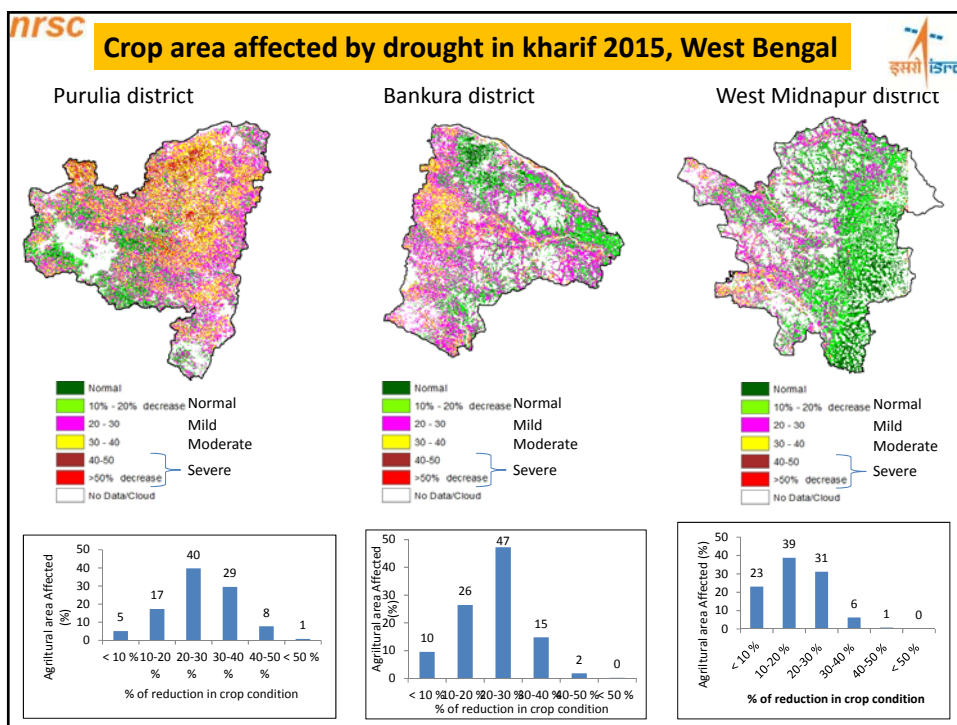 nrsc
Crop area affected by drought in kharif 2015, West Bengal
इसरो isro
Purulia district
Bankura district
West Midnapur district
Normal
10% - 20% decrease Normal
20 - 30 Mild
30 - 40 Moderate
40-50
>50% decrease
Severe
No Data/Cloud
Normal
10% - 20% decrease Normal
20 - 30 Mild
30 - 40 Moderate
40-50
>50% decrease
Severe
No Data/Cloud
Normal
10% - 20% decrease Normal
20 - 30 Mild
30 - 40 Moderate
40-50
>50% decrease
Severe
No Data/Cloud
Agriltural area Affected
(%)
50
40
30
20
10
0
5
17
40
29
8
1
< 10 %
10-20
%
20-30
%
30-40
%
40-50
%
< 50 %
% of reduction in crop condition
Agriltural area Affected
(%)
50
40
30
20
10
0
10
26
47
15
2
0
< 10 %
10-20 %
20-30 %
30-40 %
40-50 %
< 50 %
% of reduction in crop condition
Agriltural area Affected (%)
50
40
30
20
10
0
23
39
31
6
1
0
< 10 %
10-20 %
20-30 %
30-40 %
40-50 %
< 50 %
% of reduction in crop condition